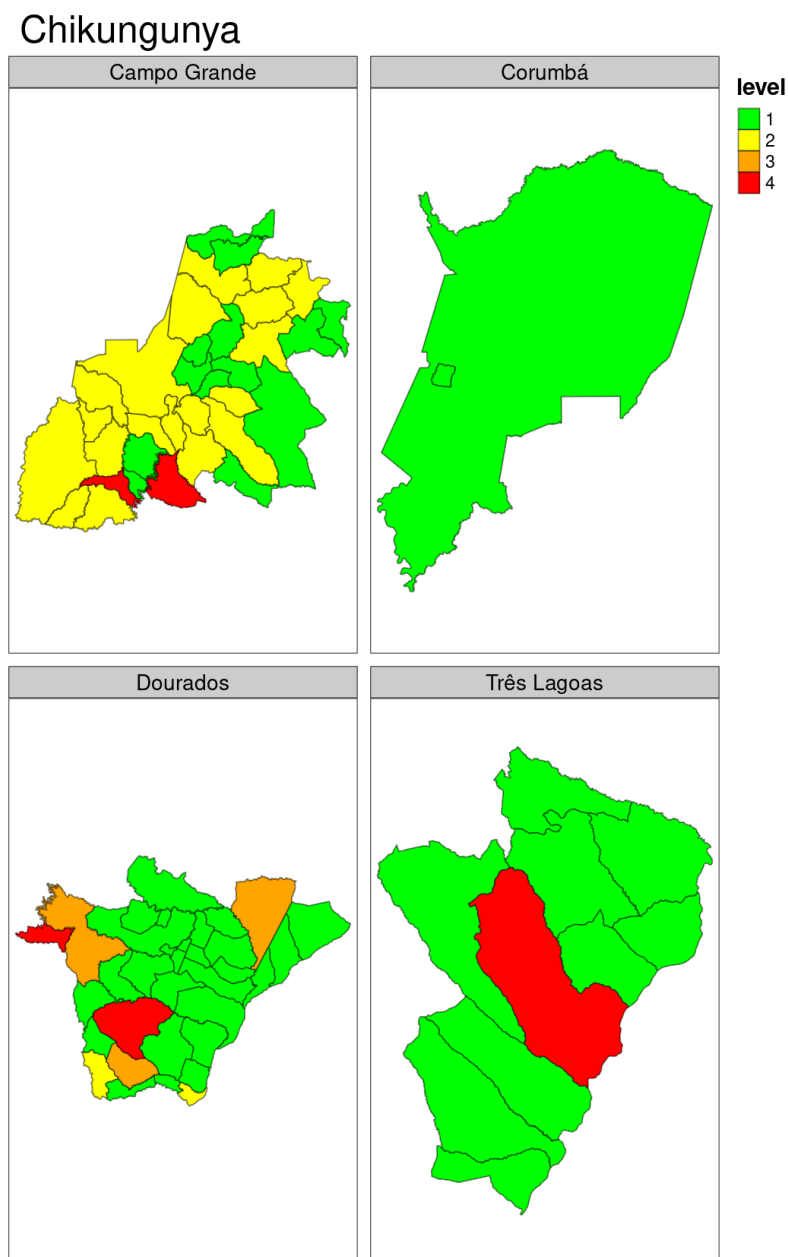 Chikungunya
Campo Grande
Corumbá
level
1
2
3
4
Dourados
Três Lagoas